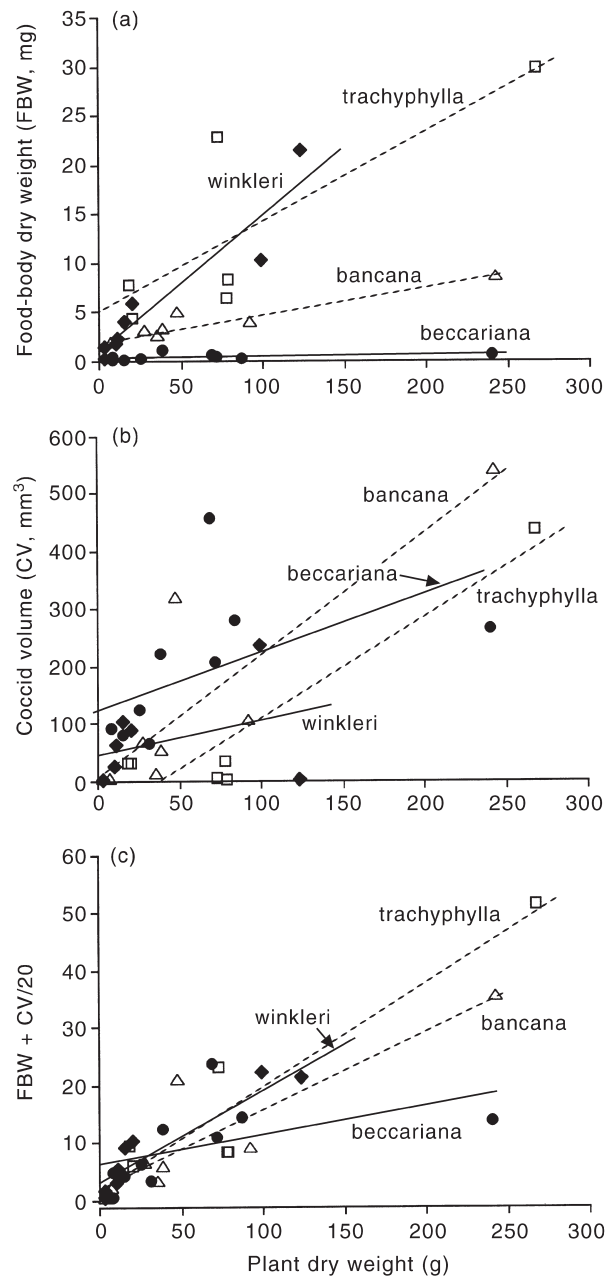 (a)
Food-body dry weight (FBW, mg)
35
30
25
20
15
10
5
0
trachyphylla
winkleri
bancana
beccariana
0 50 100 150 200 250 300
(b)
Coccid volume (CV, mm³)
600
500
400
300
200
100
0
bancana
beccariana
trachyphylla
winkleri
0 50 100 150 200 250 300
(c)
FBW + CV/20
60
50
40
30
20
10
0
trachyphylla
winkleri
bancana
beccariana
0 50 100 150 200 250 300
Plant dry weight (g)